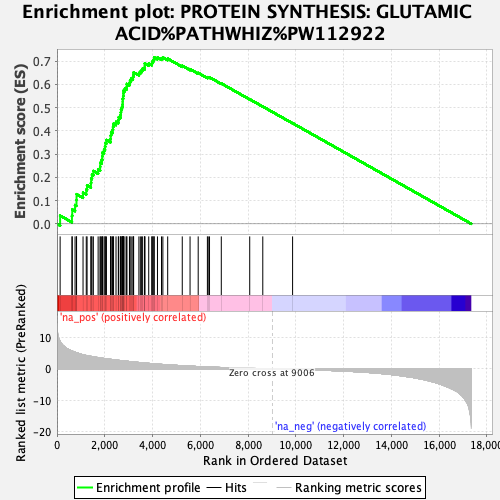 Enrichment plot: PROTEIN SYNTHESIS: GLUTAMIC
ACID%PATHWHIZ%PW112922
Enrichment score (ES)
0.7
0.6
0.5
0.4
0.3
0.2
0.1
0.0
'na_pos' (positively correlated)
Ranked list metric (PreRanked)
10
0
-10
-20
Zero cross at 9006
'na_neg' (negatively correlated)
0 2,000 4,000 6,000 8,000 10,000 12,000 14,000 16,000 18,000
Rank in Ordered Dataset
Enrichment profile Hits Ranking metric scores